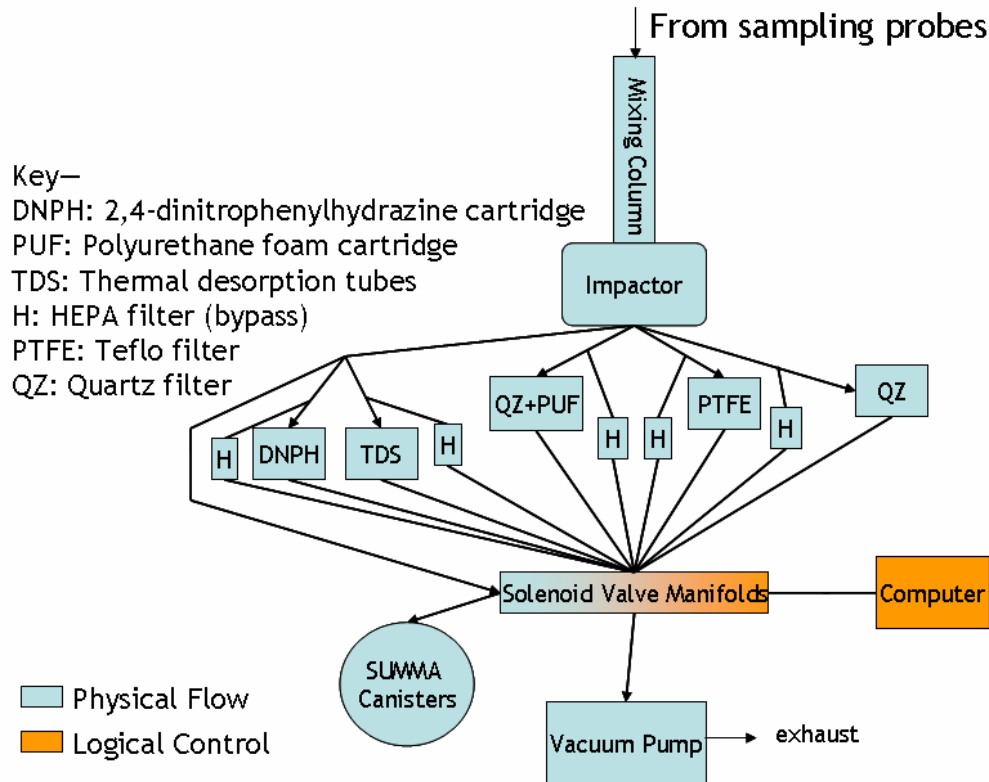 From sampling probes
Mixing Column
Key—
DNPH: 2,4-dinitrophenylhydrazine cartridge
PUF: Polyurethane foam cartridge
TDS: Thermal desorption tubes
H: HEPA filter (bypass)
PTFE: Teflo filter
QZ: Quartz filter
Impactor
QZ+PUF
PTFE
QZ
H
DNPH
TDS
H
H
H
H
Solenoid Valve Manifolds
Computer
SUMMA
Canisters
Physical Flow
Logical Control
Vacuum Pump
exhaust